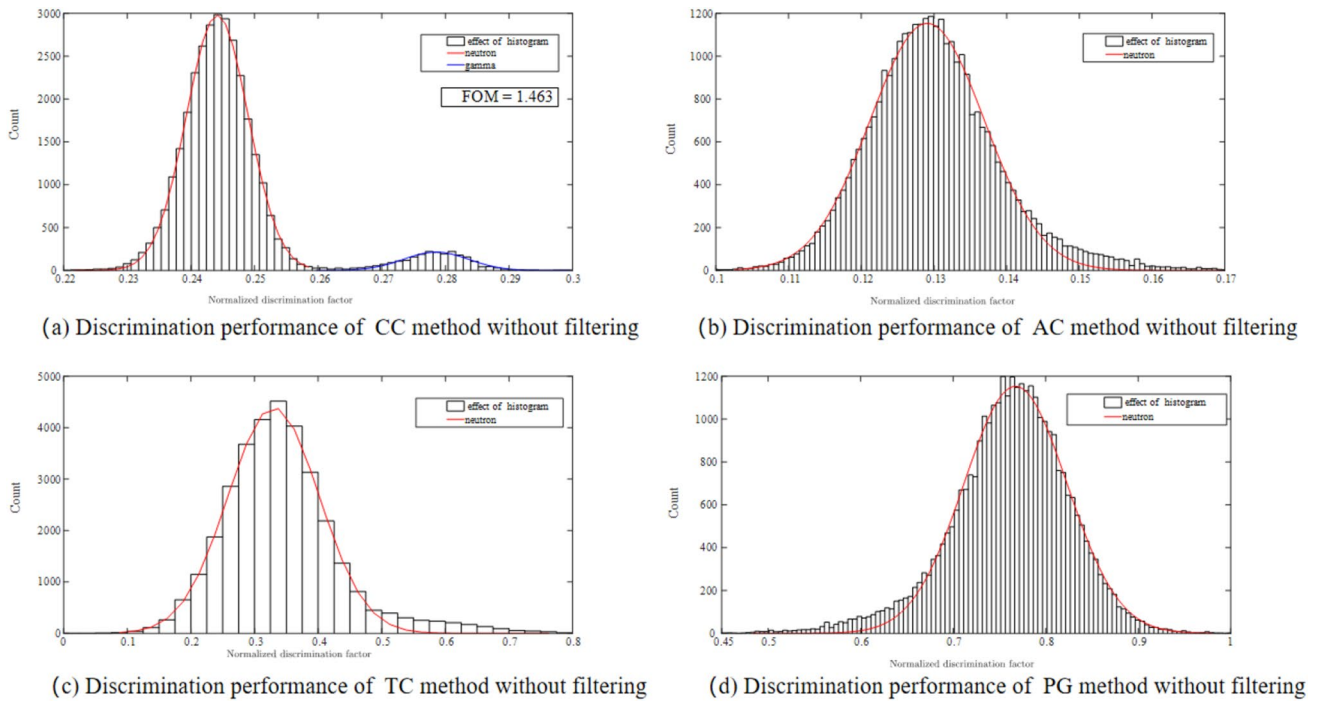 3000
2500
2000
1500
1000
500
0
Count
0.22 0.23 0.24 0.25 0.26 0.27 0.28 0.29 0.3
Normalized discrimination factor
effect of histogram
neutron
gamma
FOM = 1.463
(a) Discrimination performance of CC method without filtering
1200
1000
800
600
400
200
0
Count
0.1 0.11 0.12 0.13 0.14 0.15 0.16 0.17
Normalized discrimination factor
effect of histogram
neutron
(b) Discrimination performance of AC method without filtering
5000
4000
3000
2000
1000
0
Count
0 0.1 0.2 0.3 0.4 0.5 0.6 0.7 0.8
Normalized discrimination factor
effect of histogram
neutron
(c) Discrimination performance of TC method without filtering
1200
1000
800
600
400
200
0
Count
0.45 0.5 0.6 0.7 0.8 0.9 1
Normalized discrimination factor
effect of histogram
neutron
(d) Discrimination performance of PG method without filtering